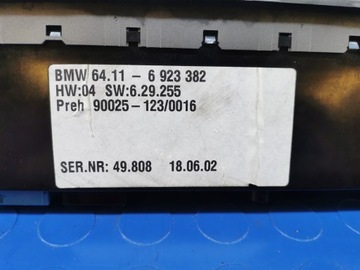 BMW 64.11 - 6 923 382
HW:04 SW:6.29.255
Preh 90025-123/0016
SER.NR: 49.808 18.06.02